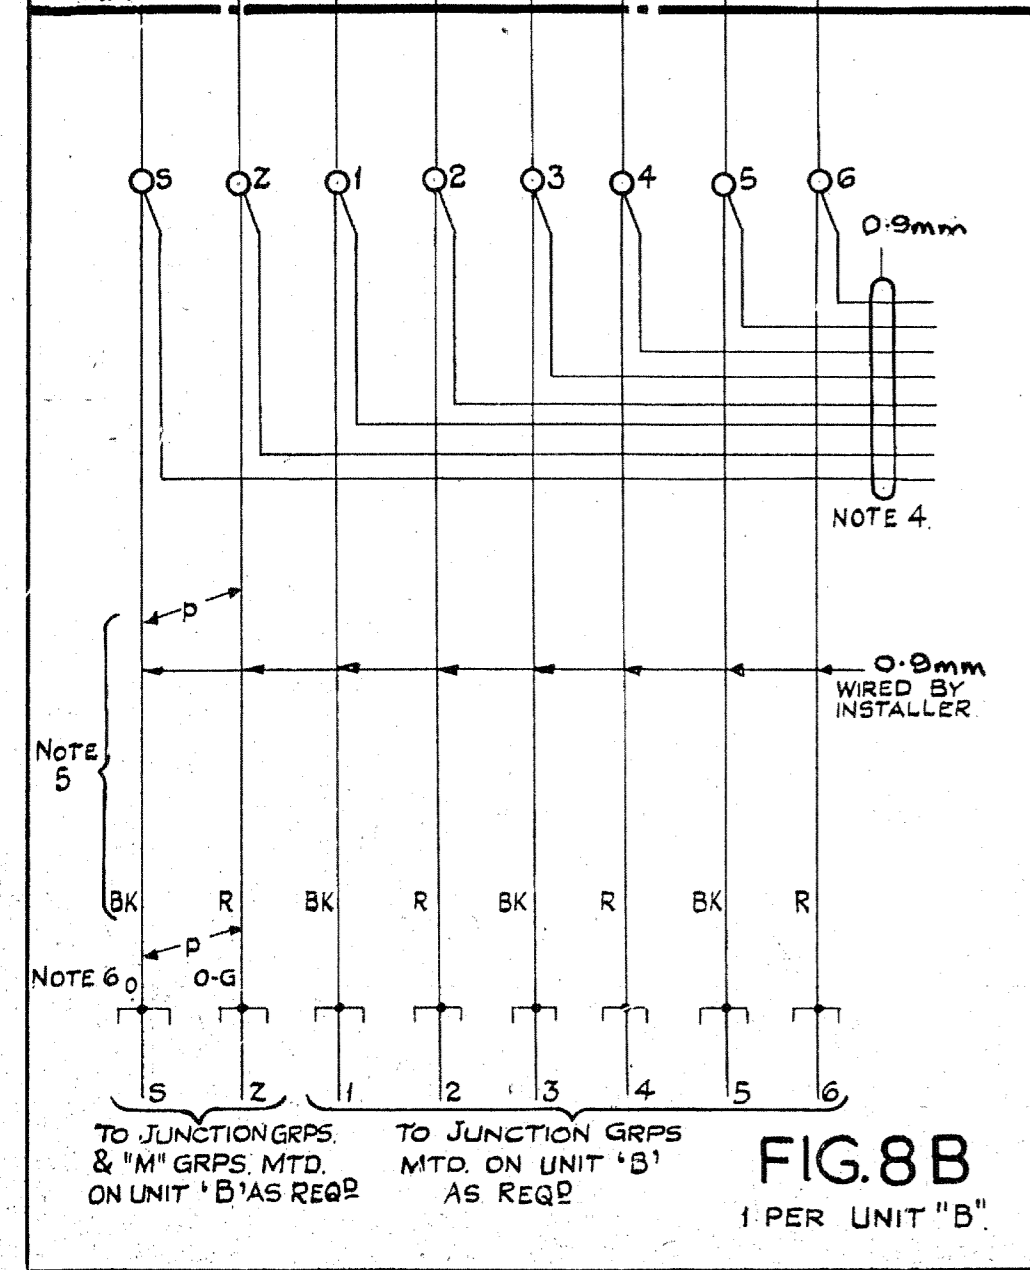 S Z 1 2 3 4 5 6
0·9mm
NOTE 4.
P
0·9mm
WIRED BY
INSTALLER.
NOTE
5
BK R BK R BK R BK R
P
NOTE 6 O O-G
S Z 1 2 3 4 5 6
TO JUNCTION GRPS.
& "M" GRPS. MTD.
ON UNIT 'B' AS REQD
TO JUNCTION GRPS
MTD. ON UNIT 'B'
AS REQD
FIG. 8 B
1 PER UNIT "B".